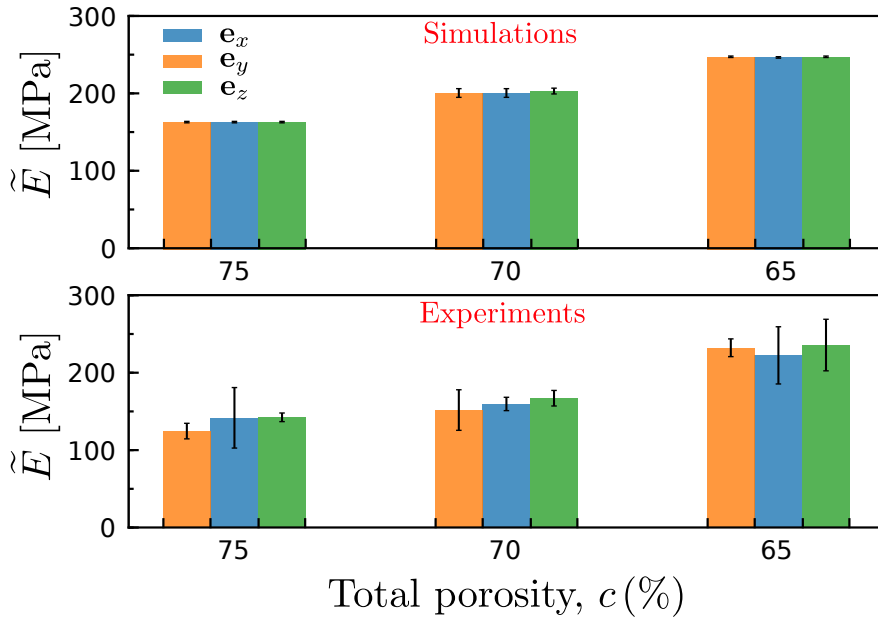 300
200
100
0
Ẽ [MPa]
Simulations
e_x
e_y
e_z
75 70 65
300
200
100
0
Ẽ [MPa]
Experiments
75 70 65
Total porosity, c (%)